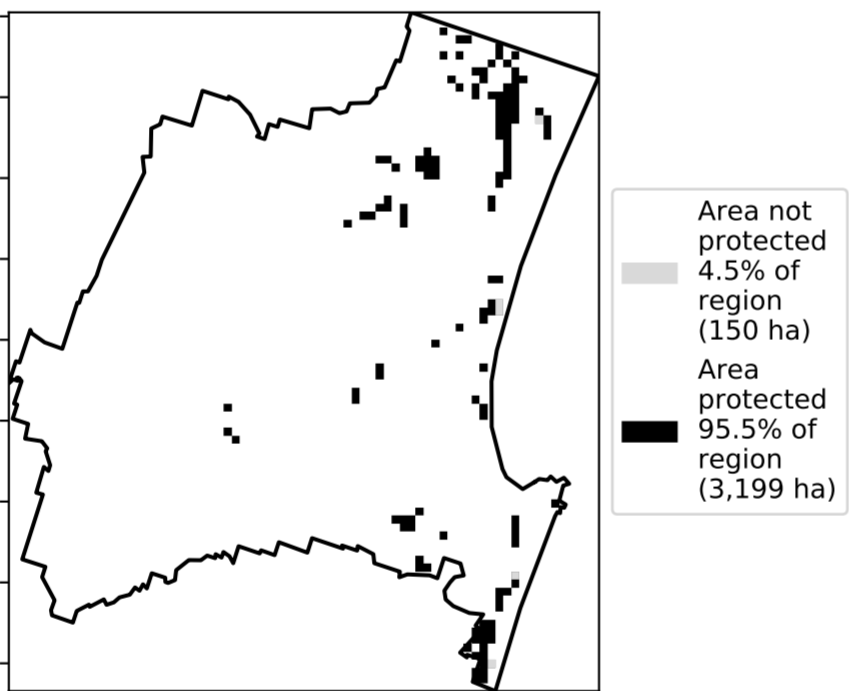 Area not
protected
4.5% of
region
(150 ha)
Area
protected
95.5% of
region
(3,199 ha)